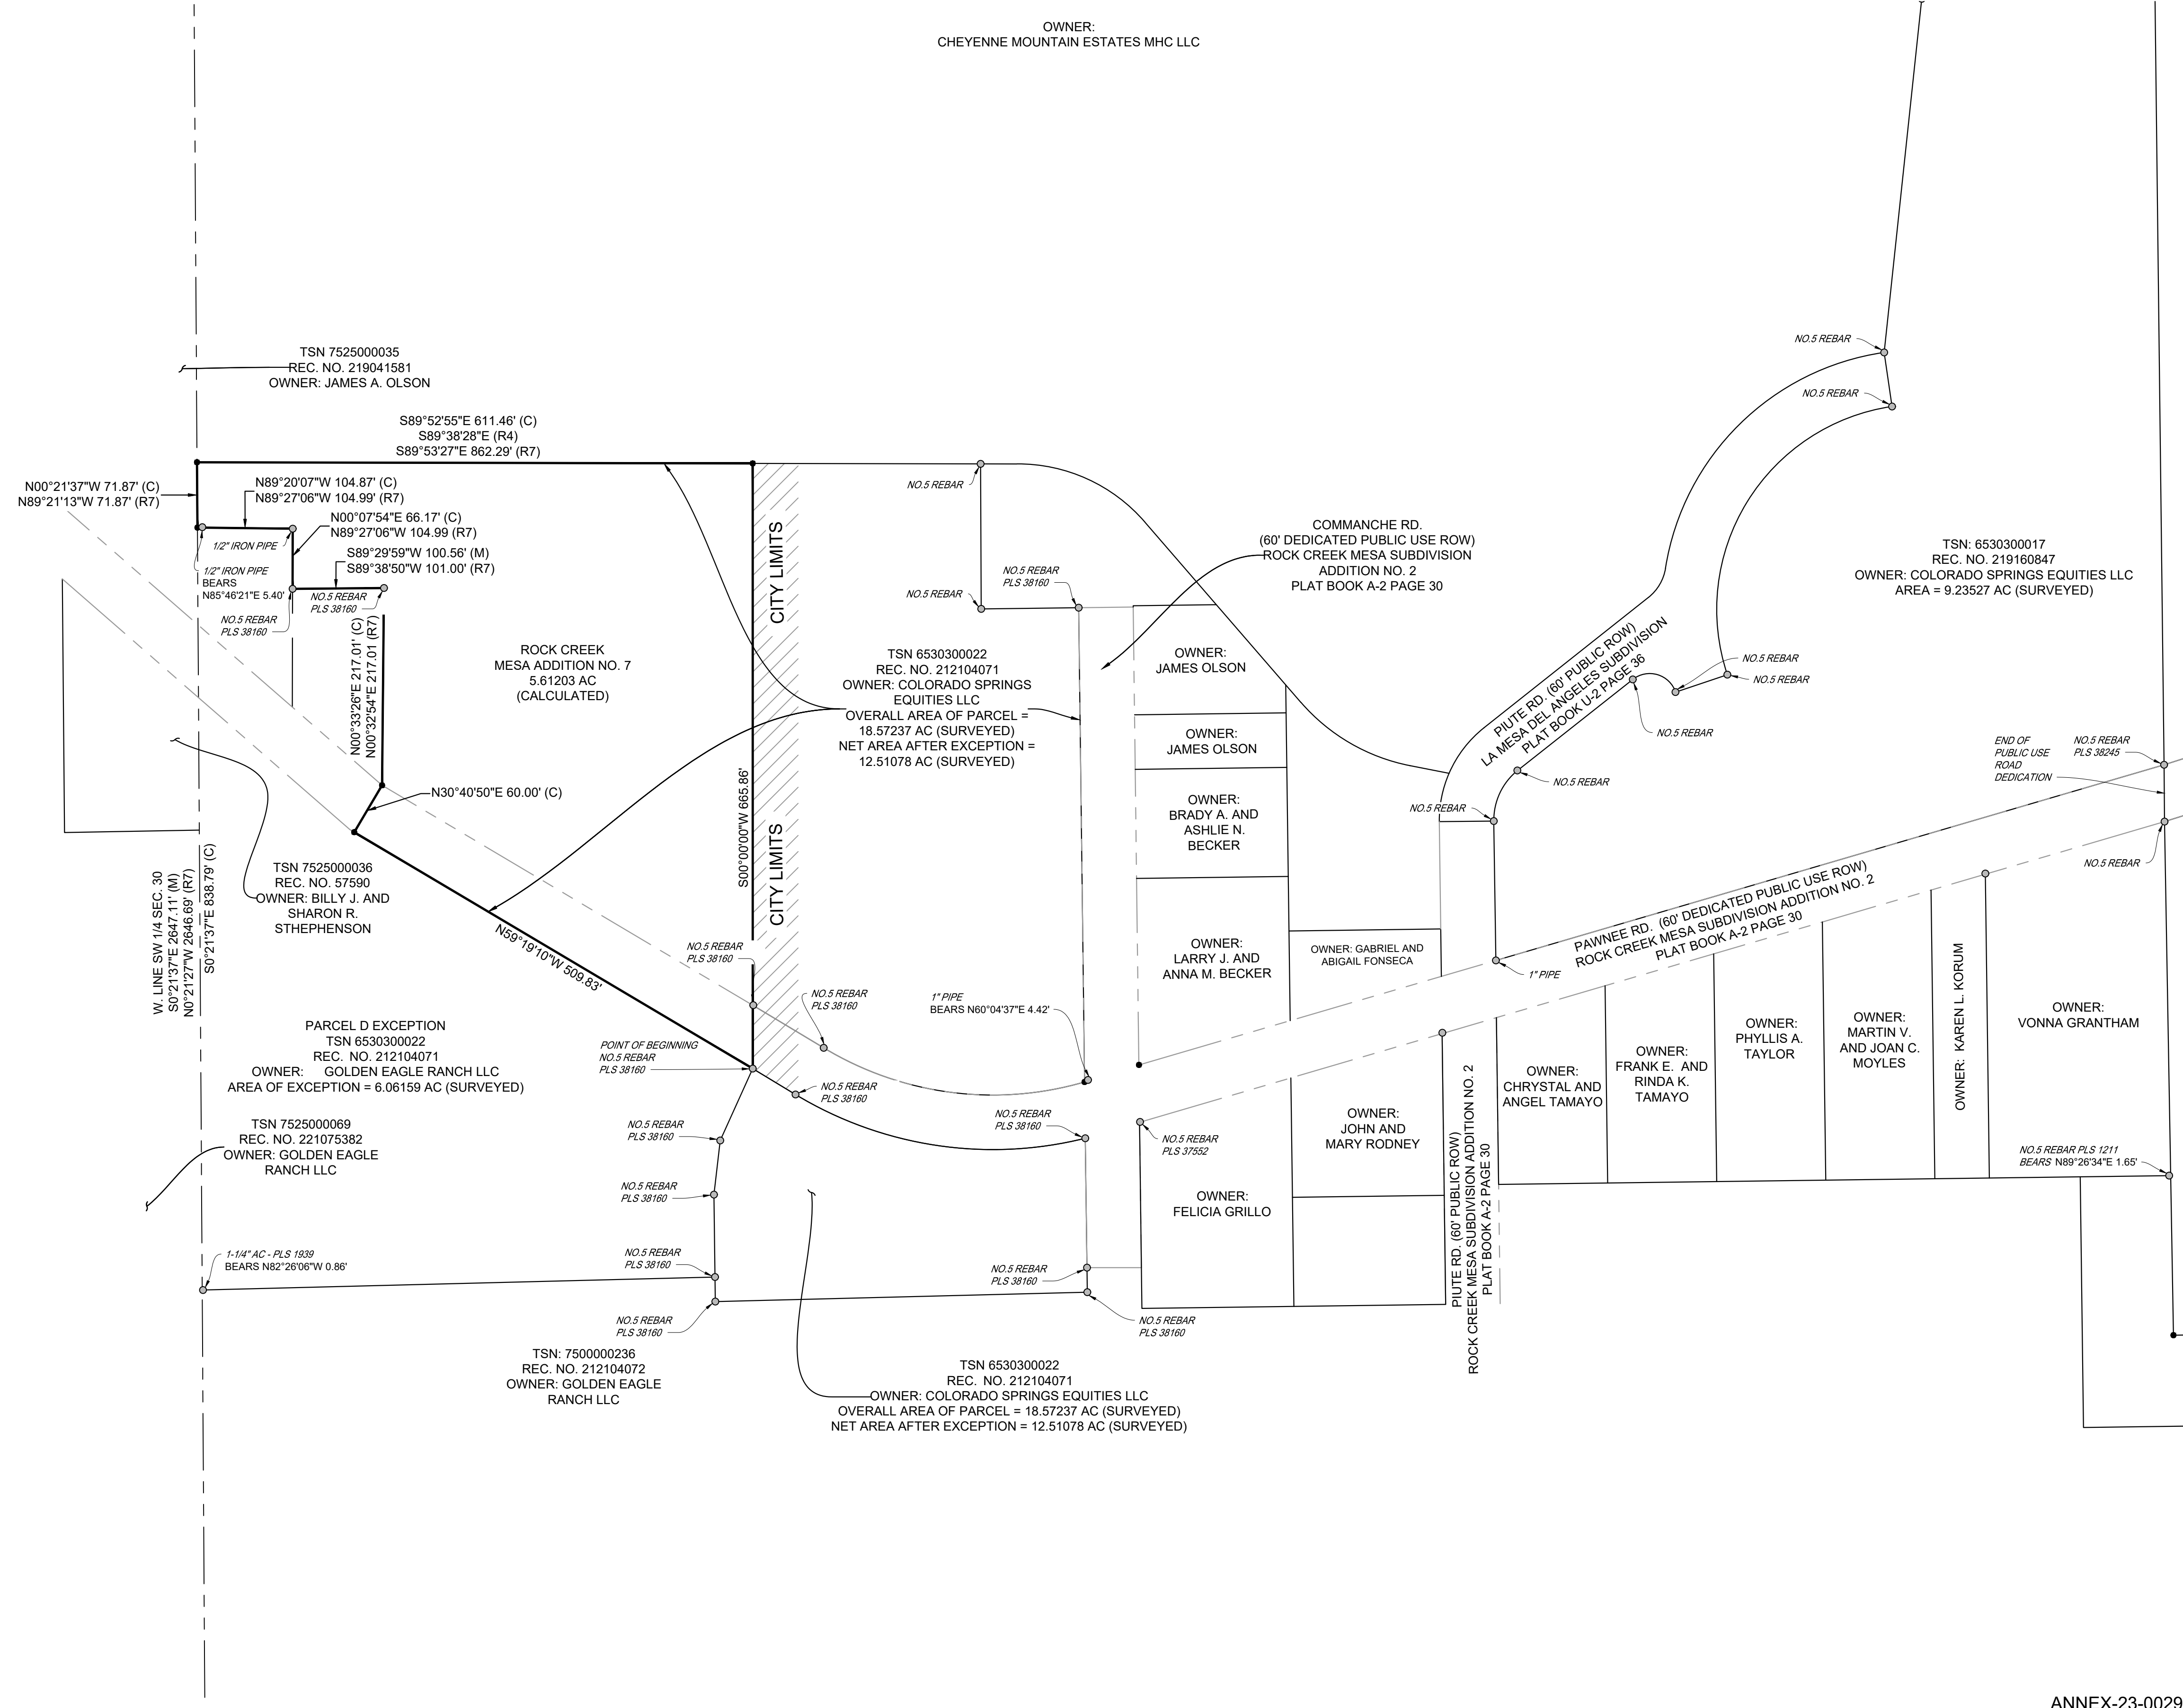 OWNER:
CHEYENNE MOUNTAIN ESTATES MHC LLC
TSN 7525000035
REC. NO. 219041581
OWNER: JAMES A. OLSON
S89°52'55"E 611.46' (C)
S89°38'28"E (R4)
S89°53'27"E 862.29' (R7)
N00°21'37"W 71.87' (C)
N89°21'13"W 71.87' (R7)
N89°20'07"W 104.87' (C)
N89°27'06"W 104.99' (R7)
N00°07'54"E 66.17' (C)
N89°27'06"W 104.99 (R7)
S89°29'59"W 100.56' (M)
S89°38'50"W 101.00' (R7)
1/2" IRON PIPE
1/2" IRON PIPE
BEARS
N85°46'21"E 5.40'
NO.5 REBAR
PLS 38160
NO.5 REBAR
PLS 38160
N00°33'26"E 217.01' (C)
N00°32'54"E 217.01 (R7)
ROCK CREEK
MESA ADDITION NO. 7
5.61203 AC
(CALCULATED)
N30°40'50"E 60.00' (C)
S00°00'00"W 665.86'
CITY LIMITS
CITY LIMITS
N59°19'10"W 509.83'
NO.5 REBAR
NO.5 REBAR
NO.5 REBAR
PLS 38160
COMMANCHE RD.
(60' DEDICATED PUBLIC USE ROW)
ROCK CREEK MESA SUBDIVISION
ADDITION NO. 2
PLAT BOOK A-2 PAGE 30
TSN 6530300022
REC. NO. 212104071
OWNER: COLORADO SPRINGS
EQUITIES LLC
OVERALL AREA OF PARCEL =
18.57237 AC (SURVEYED)
NET AREA AFTER EXCEPTION =
12.51078 AC (SURVEYED)
OWNER:
JAMES OLSON
OWNER:
JAMES OLSON
OWNER:
BRADY A. AND
ASHLIE N.
BECKER
OWNER:
LARRY J. AND
ANNA M. BECKER
OWNER: GABRIEL AND
ABIGAIL FONSECA
NO.5 REBAR
NO.5 REBAR
TSN: 6530300017
REC. NO. 219160847
OWNER: COLORADO SPRINGS EQUITIES LLC
AREA = 9.23527 AC (SURVEYED)
PIUTE RD. (60' PUBLIC ROW)
LA MESA DEL ANGELES SUBDIVISION
PLAT BOOK U-2 PAGE 36
NO.5 REBAR
NO.5 REBAR
NO.5 REBAR
NO.5 REBAR
NO.5 REBAR
END OF
PUBLIC USE
ROAD
DEDICATION
NO.5 REBAR
PLS 38245
NO.5 REBAR
PAWNEE RD. (60' DEDICATED PUBLIC USE ROW)
ROCK CREEK MESA SUBDIVISION ADDITION NO. 2
PLAT BOOK A-2 PAGE 30
1" PIPE
TSN 7525000036
REC. NO. 57590
OWNER: BILLY J. AND
SHARON R.
STHEPHENSON
W. LINE SW 1/4 SEC. 30
S0°21'37"E 2647.11' (M)
N0°21'27"W 2646.69' (R7)
S0°21'37"E 838.79' (C)
PARCEL D EXCEPTION
TSN 6530300022
REC. NO. 212104071
OWNER: GOLDEN EAGLE RANCH LLC
AREA OF EXCEPTION = 6.06159 AC (SURVEYED)
TSN 7525000069
REC. NO. 221075382
OWNER: GOLDEN EAGLE
RANCH LLC
NO.5 REBAR
PLS 38160
NO.5 REBAR
PLS 38160
1" PIPE
BEARS N60°04'37"E 4.42'
POINT OF BEGINNING
NO.5 REBAR
PLS 38160
NO.5 REBAR
PLS 38160
NO.5 REBAR
PLS 38160
NO.5 REBAR
PLS 38160
NO.5 REBAR
PLS 37552
NO.5 REBAR
PLS 38160
NO.5 REBAR
PLS 38160
NO.5 REBAR
PLS 38160
1-1/4" AC - PLS 1939
BEARS N82°26'06"W 0.86'
NO.5 REBAR
PLS 38160
NO.5 REBAR
PLS 38160
OWNER:
FELICIA GRILLO
OWNER:
JOHN AND
MARY RODNEY
PIUTE RD. (60' PUBLIC ROW)
ROCK CREEK MESA SUBDIVISION ADDITION NO. 2
PLAT BOOK A-2 PAGE 30
OWNER:
CHRYSTAL AND
ANGEL TAMAYO
OWNER:
FRANK E. AND
RINDA K.
TAMAYO
OWNER:
PHYLLIS A.
TAYLOR
OWNER:
MARTIN V.
AND JOAN C.
MOYLES
OWNER: KAREN L. KORUM
OWNER:
VONNA GRANTHAM
NO.5 REBAR PLS 1211
BEARS N89°26'34"E 1.65'
TSN: 7500000236
REC. NO. 212104072
OWNER: GOLDEN EAGLE
RANCH LLC
TSN 6530300022
REC. NO. 212104071
OWNER: COLORADO SPRINGS EQUITIES LLC
OVERALL AREA OF PARCEL = 18.57237 AC (SURVEYED)
NET AREA AFTER EXCEPTION = 12.51078 AC (SURVEYED)
ANNEX-23-0029